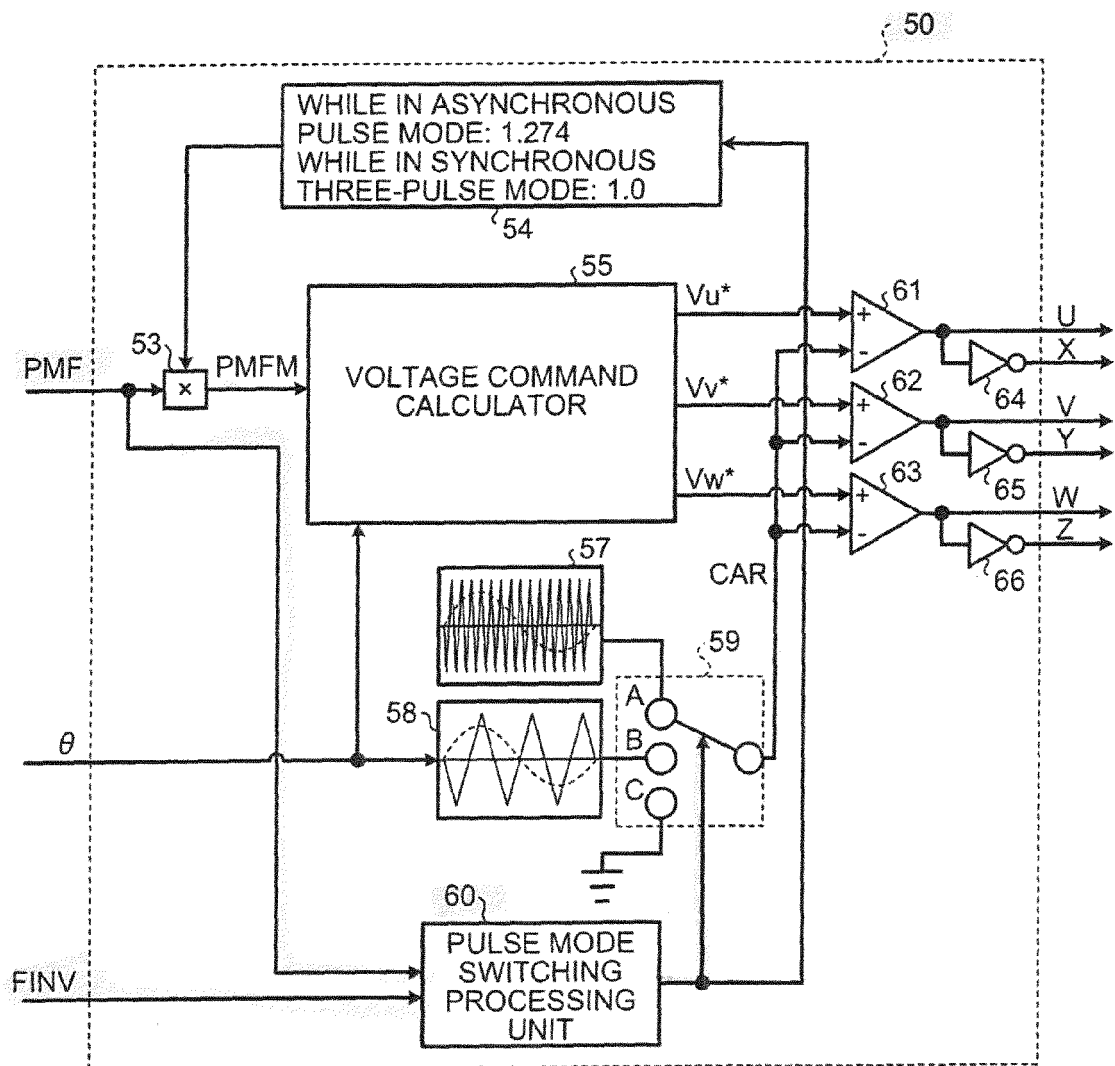 50
WHILE IN ASYNCHRONOUS
PULSE MODE: 1.274
WHILE IN SYNCHRONOUS
THREE-PULSE MODE: 1.0
54
55
VOLTAGE COMMAND
CALCULATOR
53
×
PMF
PMFM
Vu*
Vv*
Vw*
61
+
-
62
+
-
63
+
-
64
65
66
U
X
V
Y
W
Z
CAR
57
58
59
A
B
C
θ
60
PULSE MODE
SWITCHING
PROCESSING
UNIT
FINV